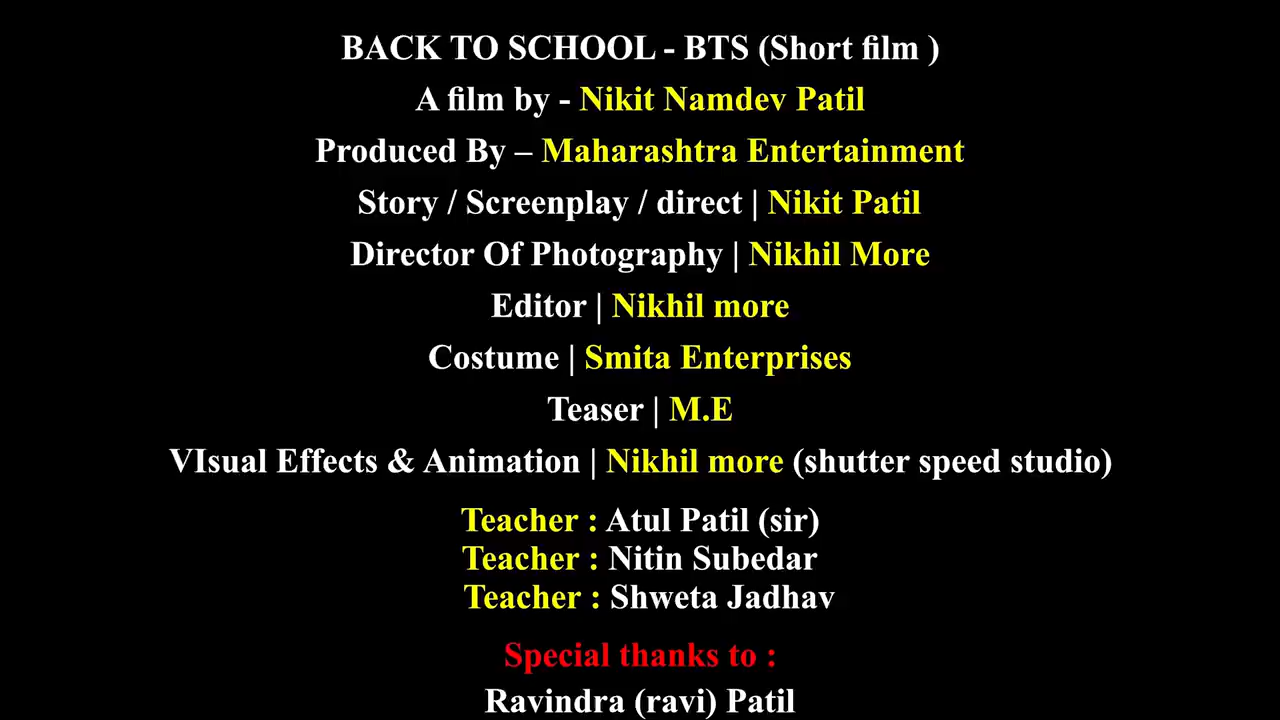 BACK TO SCHOOL - BTS (Short film )
A film by - Nikit Namdev Patil
Produced By – Maharashtra Entertainment
Story / Screenplay / direct | Nikit Patil
Director Of Photography | Nikhil More
Editor | Nikhil more
Costume | Smita Enterprises
Teaser | M.E
VIsual Effects & Animation | Nikhil more (shutter speed studio)
Teacher : Atul Patil (sir)
Teacher : Nitin Subedar
Teacher : Shweta Jadhav
Special thanks to :
Ravindra (ravi) Patil